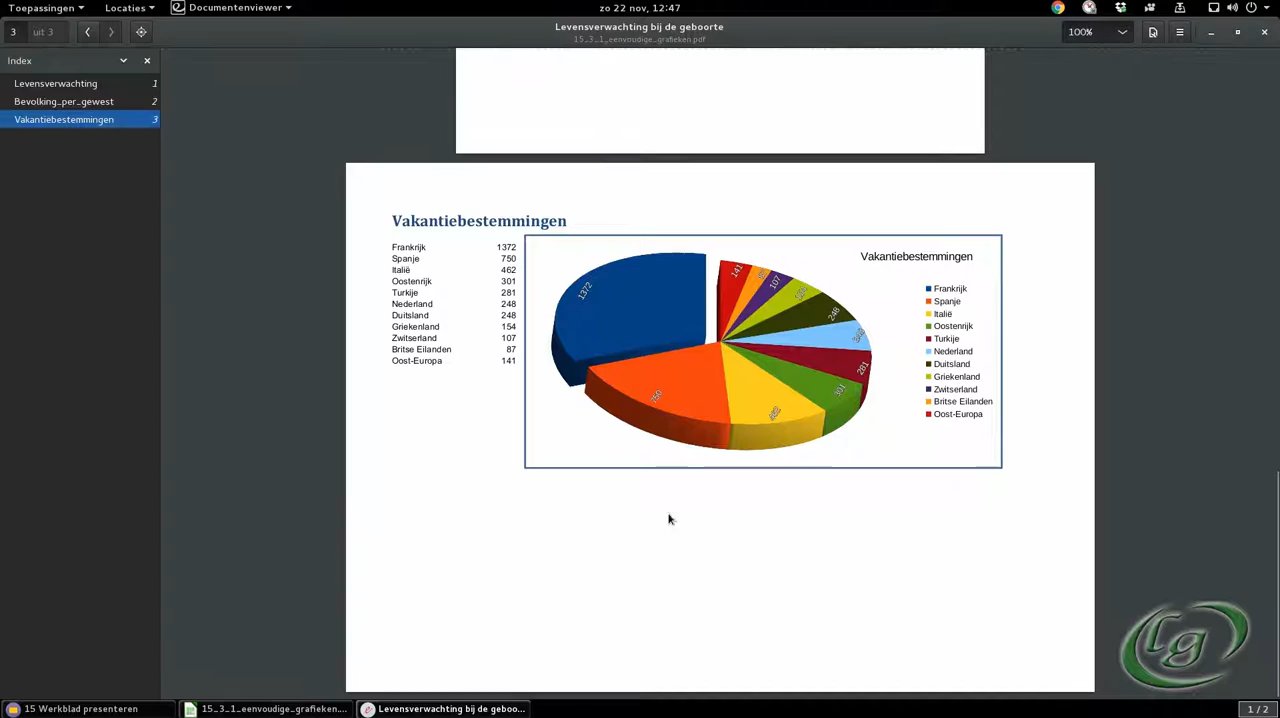 Toepassingen Locaties Documentenviewer zo 22 nov, 12:47
3 uit 3 Levensverwachting bij de geboorte 100%
15_3_1_eenvoudige_grafieken.pdf
Index
Levensverwachting 1
Bevolking_per_gewest 2
Vakantiebestemmingen 3
Vakantiebestemmingen
Frankrijk 1372
Spanje 750
Italië 462
Oostenrijk 301
Turkije 281
Nederland 248
Duitsland 248
Griekenland 154
Zwitserland 107
Britse Eilanden 87
Oost-Europa 141
Vakantiebestemmingen
1372
141
107
248
281
301
462
750
Frankrijk
Spanje
Italië
Oostenrijk
Turkije
Nederland
Duitsland
Griekenland
Zwitserland
Britse Eilanden
Oost-Europa
lg
15 Werkblad presenteren 15_3_1_eenvoudige_grafieken.... Levensverwachting bij de geboo... 1 / 2